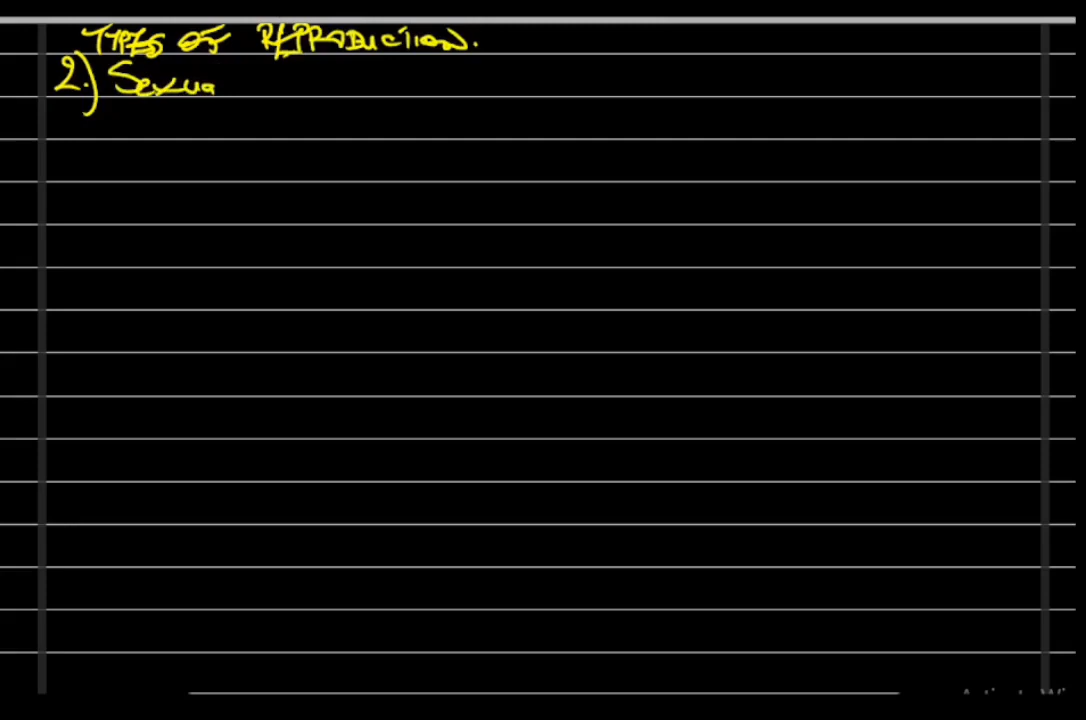 TYPES OF REPRODUCTION.
2.) Sexua